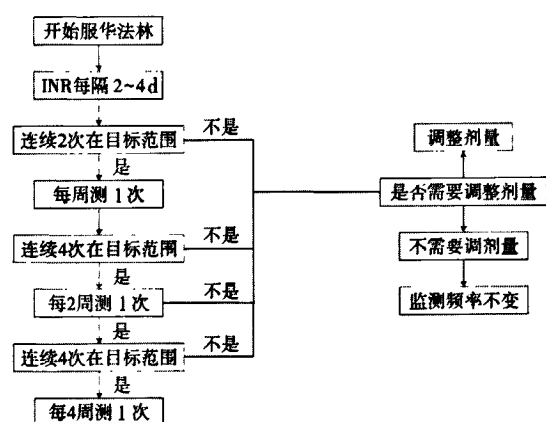 开始服华法林
INR每隔2~4d
连续2次在目标范围
不是
是
每周测1次
连续4次在目标范围
不是
是
每2周测1次
不是
是
连续4次在目标范围
不是
是
每4周测1次
调整剂量
是否需要调整剂量
不需要调剂量
监测频率不变